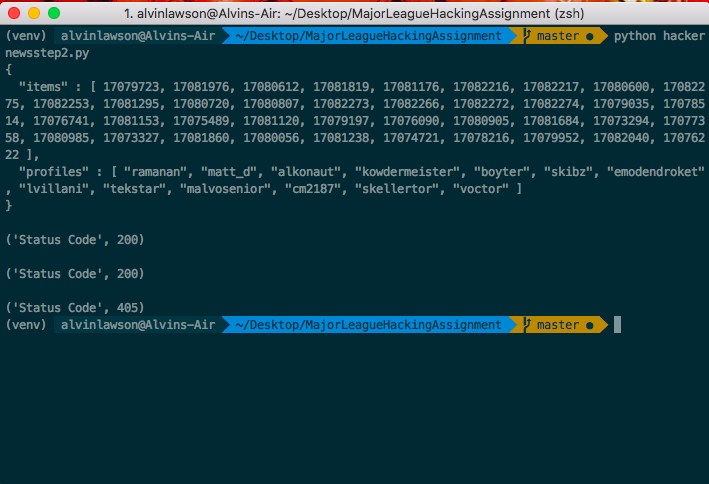 1. alvinlawson@Alvins-Air: ~/Desktop/MajorLeagueHackingAssignment (zsh)
(venv) alvinlawson@Alvins-Air ~/Desktop/MajorLeagueHackingAssignment master ● python hacker
newsstep2.py
{
  "items" : [ 17079723, 17081976, 17080612, 17081819, 17081176, 17082216, 17082217, 17080600, 170822
75, 17082253, 17081295, 17080720, 17080807, 17082273, 17082266, 17082272, 17082274, 17079035, 170785
14, 17076741, 17081153, 17075489, 17081120, 17079197, 17076090, 17080905, 17081684, 17073294, 170773
58, 17080985, 17073327, 17081860, 17080056, 17081238, 17074721, 17078216, 17079952, 17082040, 170762
22 ],
  "profiles" : [ "ramanan", "matt_d", "alkonaut", "kowdermeister", "boyter", "skibz", "emodendroket"
, "lvillani", "tekstar", "malvosenior", "cm2187", "skellertor", "voctor" ]
}
('Status Code', 200)
('Status Code', 200)
('Status Code', 405)
(venv) alvinlawson@Alvins-Air ~/Desktop/MajorLeagueHackingAssignment master ●